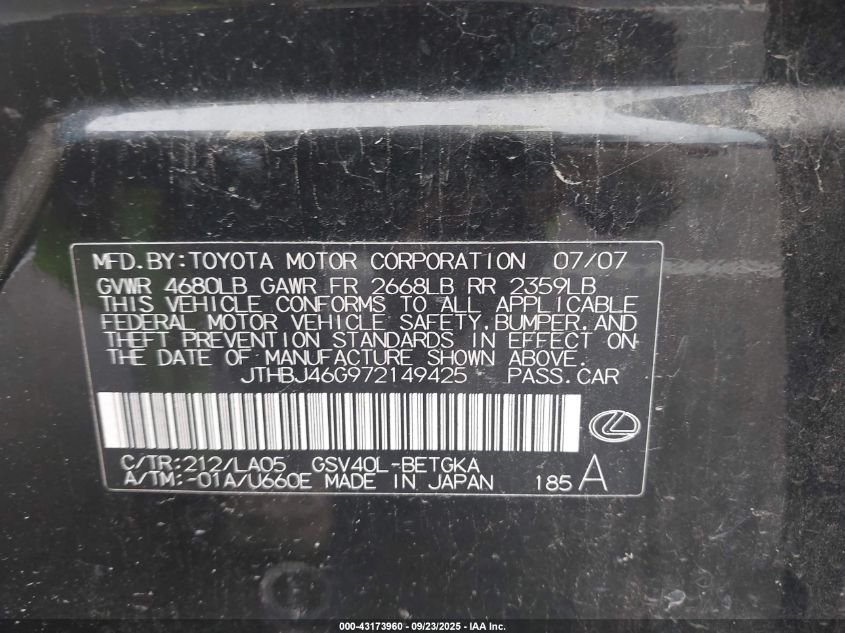 MFD.BY:TOYOTA MOTOR CORPORATION 07/07
GVWR 4680LB GAWR FR 2668LB RR 2359LB
THIS VEHICLE CONFORMS TO ALL APPLICABLE
FEDERAL MOTOR VEHICLE SAFETY,BUMPER,AND
THEFT PREVENTION STANDARDS IN EFFECT ON
THE DATE OF MANUFACTURE SHOWN ABOVE.
JTHBJ46G972149425 PASS.CAR
C/TR:212/LA05 GSV40L-BETGKA
A/TM:-01A/U660E MADE IN JAPAN 185 A
000-43173960 - 09/23/2025 - IAA Inc.